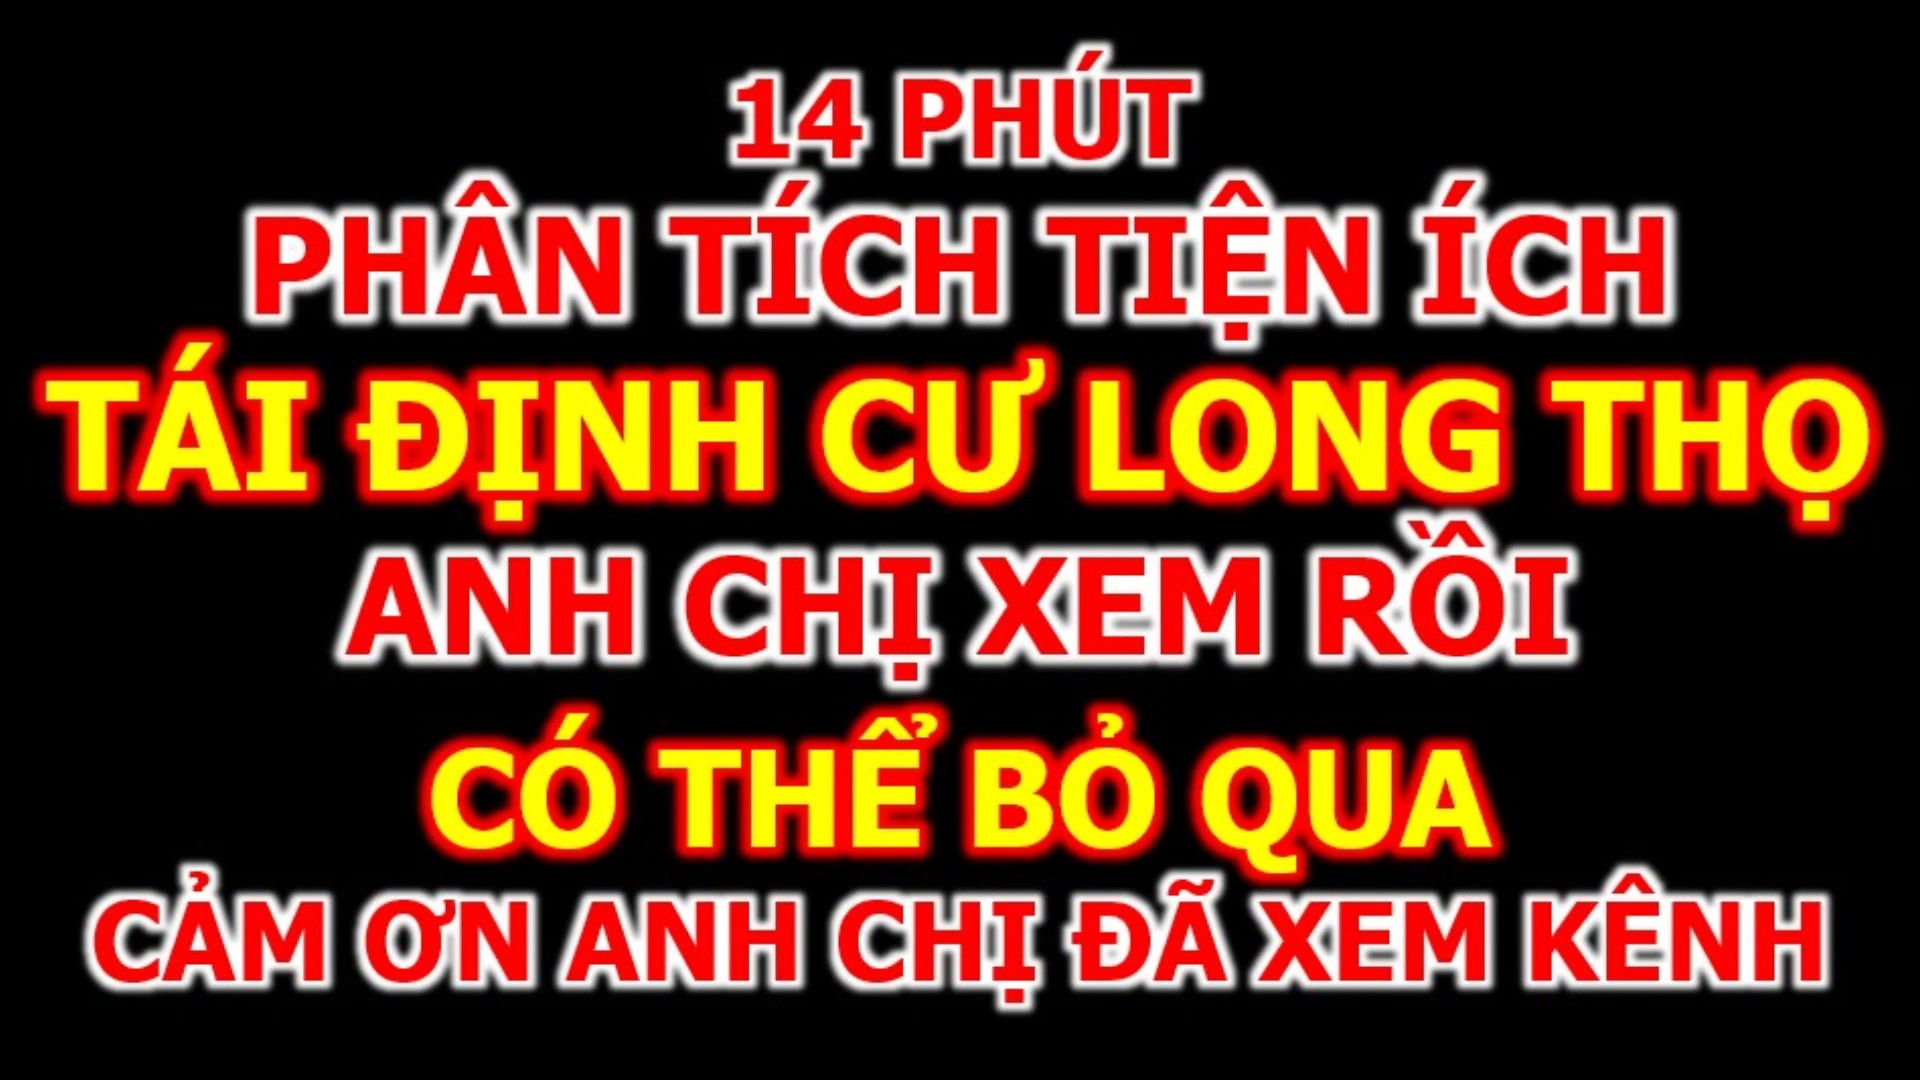 14 PHÚT
PHÂN TÍCH TIỆN ÍCH
TÁI ĐỊNH CƯ LONG THỌ
ANH CHỊ XEM RỒI
CÓ THỂ BỎ QUA
CẢM ƠN ANH CHỊ ĐÃ XEM KÊNH